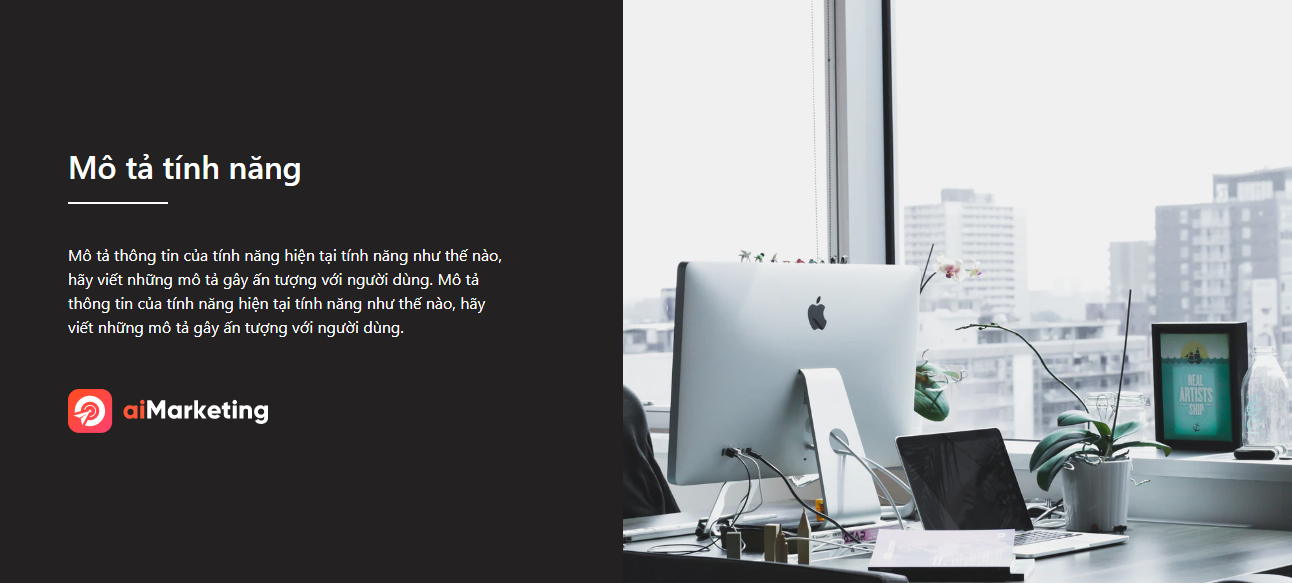 Mô tả tính năng
Mô tả thông tin của tính năng hiện tại tính năng như thế nào,
hãy viết những mô tả gây ấn tượng với người dùng. Mô tả
thông tin của tính năng hiện tại tính năng như thế nào, hãy
viết những mô tả gây ấn tượng với người dùng.
aiMarketing
REAL
ARTISTS
SHIP